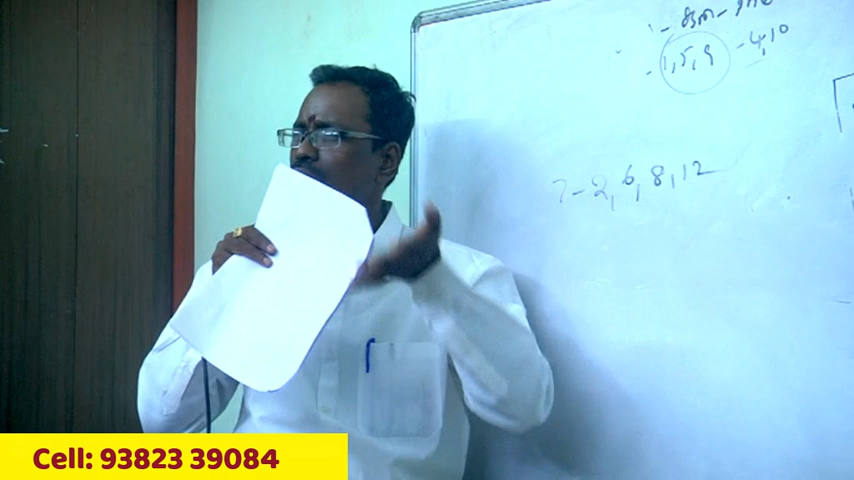 1,5,9 - 4,10
7 - 2, 6, 8, 12
Cell: 93823 39084